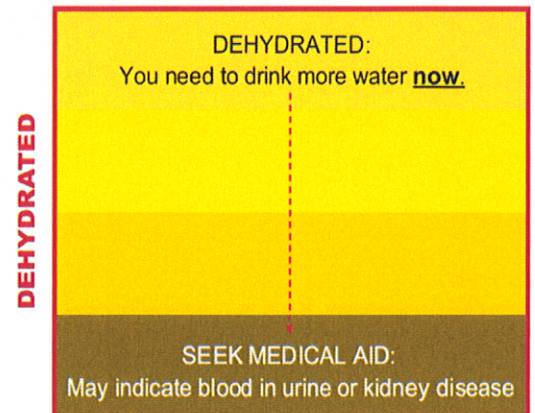 DEHYDRATED
DEHYDRATED:
You need to drink more water now.
SEEK MEDICAL AID:
May indicate blood in urine or kidney disease